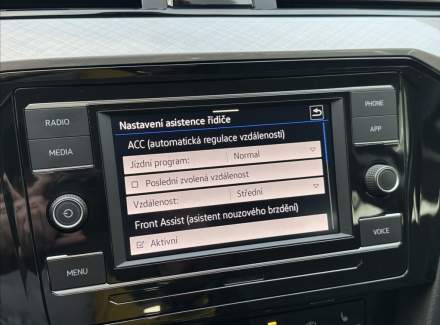 RADIO
MEDIA
MENU
Nastavení asistence řidiče
ACC (automatická regulace vzdálenosti)
Jízdní program: Normal
Poslední zvolená vzdálenost
Vzdálenost: Střední
Front Assist (asistent nouzového brzdění)
Aktivní
PHONE
APP
VOICE